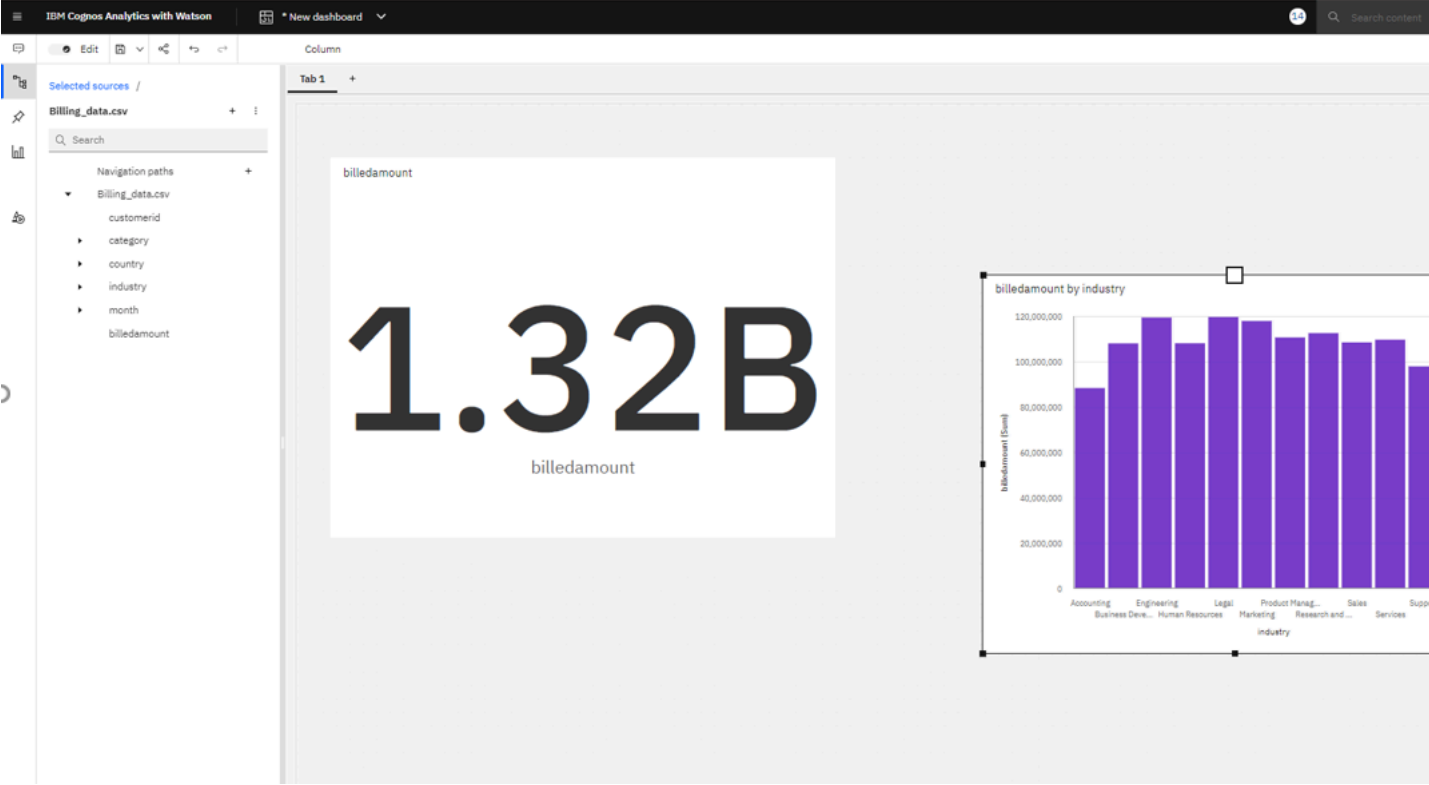 IBM Cognos Analytics with Watson
* New dashboard
14
Search content
Edit
Column
Selected sources /
Billing_data.csv
Search
Navigation paths
Billing_data.csv
customerid
category
country
industry
month
billedamount
Tab 1
billedamount
1.32B
billedamount
billedamount by industry
120,000,000
100,000,000
80,000,000
60,000,000
40,000,000
20,000,000
0
billedamount (Sum)
Accounting Engineering Legal Product Manag... Sales Supp
Business Deve... Human Resources Marketing Research and ... Services
industry